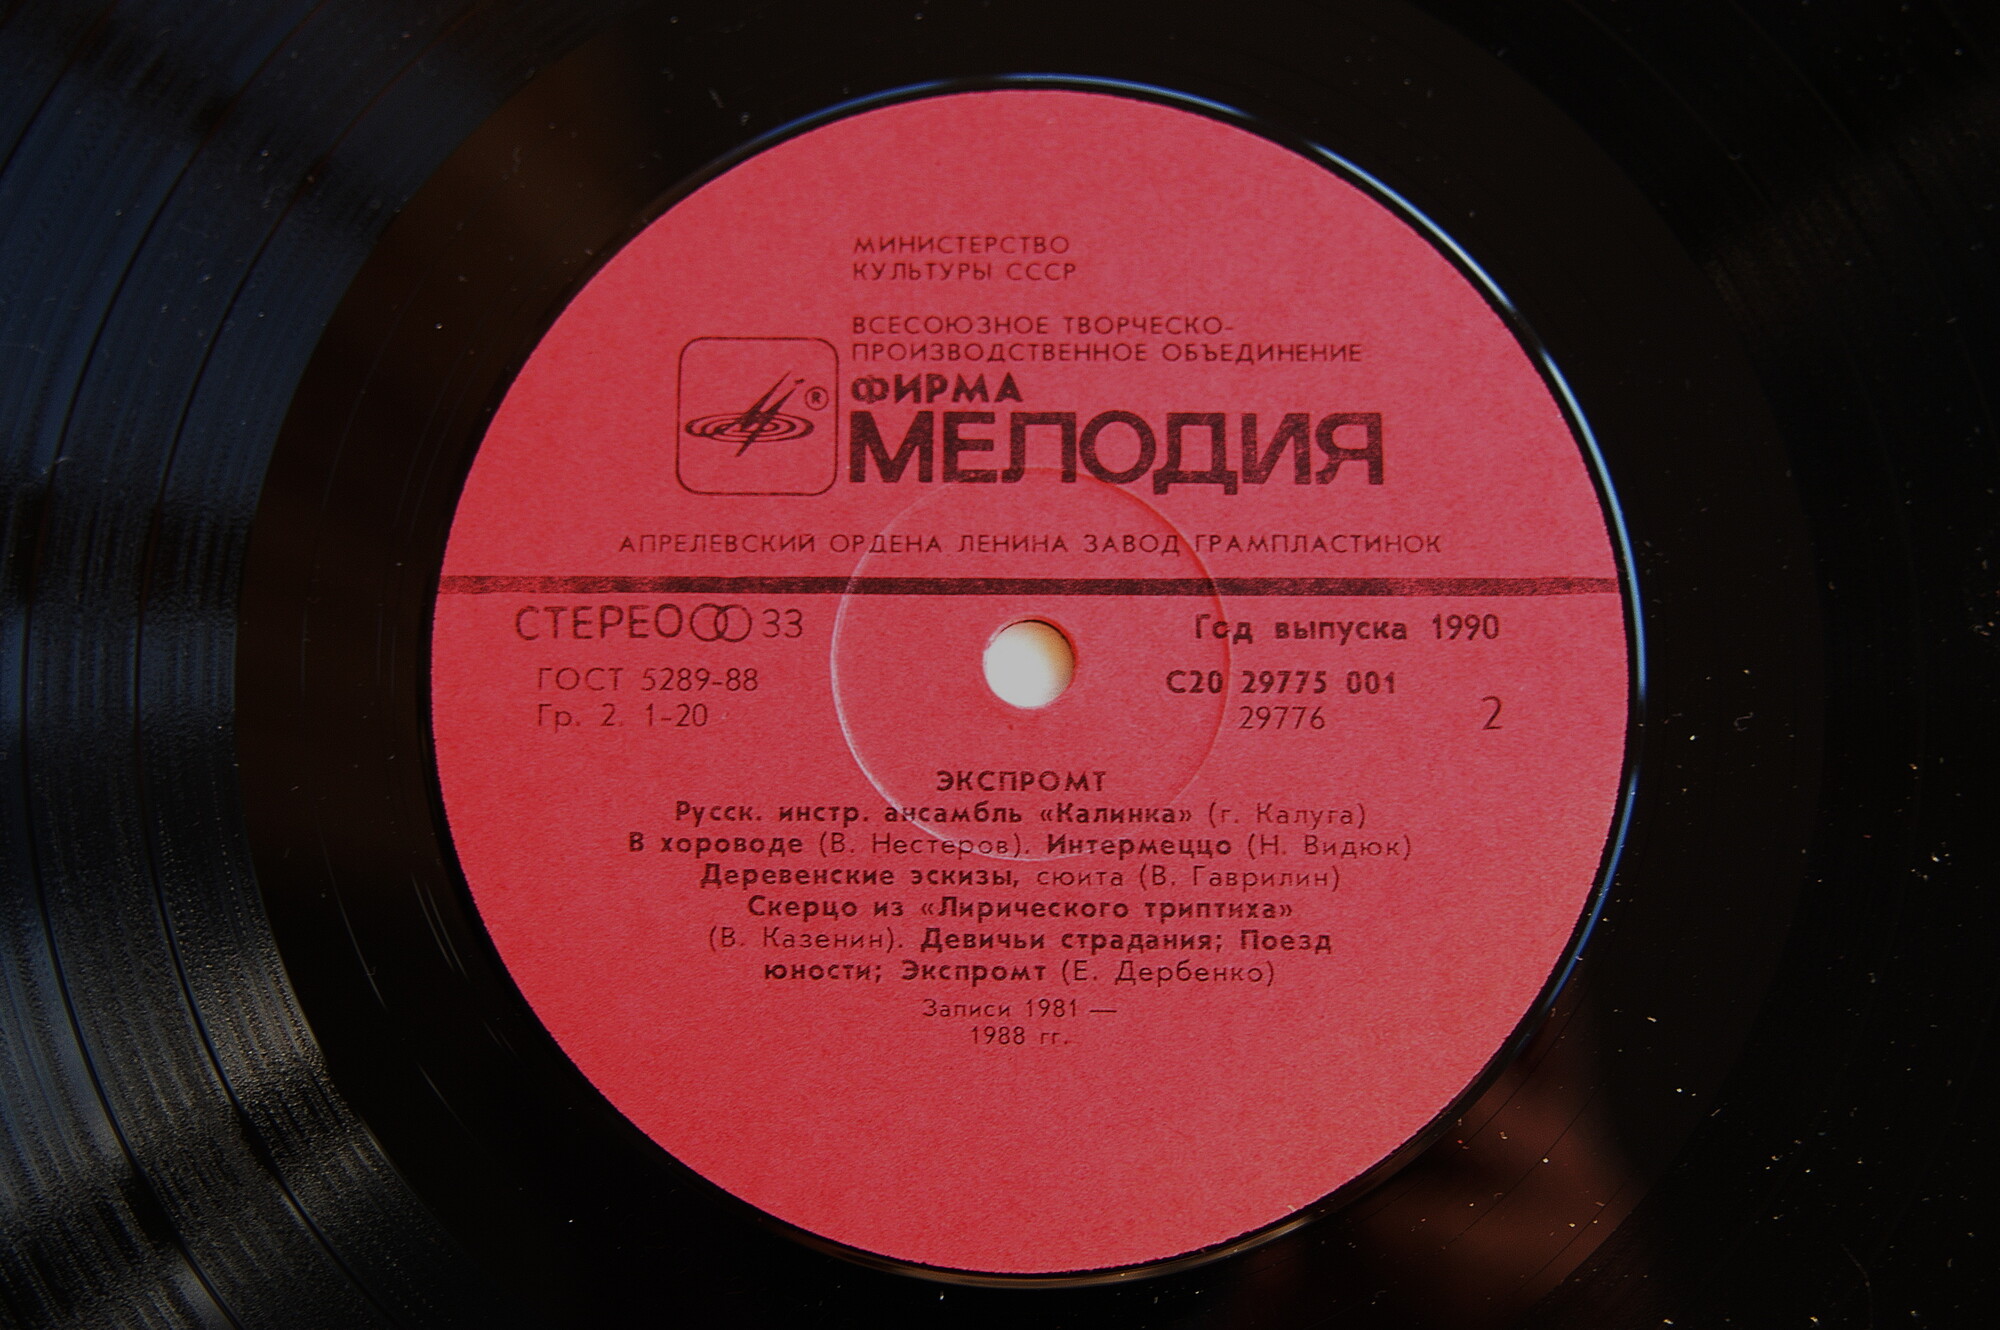 МИНИСТЕРСТВО
КУЛЬТУРЫ СССР
ВСЕСОЮЗНОЕ ТВОРЧЕСКО-
ПРОИЗВОДСТВЕННОЕ ОБЪЕДИНЕНИЕ
ФИРМА
®
МЕЛОДИЯ
АПРЕЛЕВСКИЙ ОРДЕНА ЛЕНИНА ЗАВОД ГРАМПЛАСТИНОК
СТЕРЕО 33
Год выпуска 1990
ГОСТ 5289-88
С20 29775 001
Гр. 2. 1-20
29776
2
ЭКСПРОМТ
Русск. инстр. ансамбль «Калинка» (г. Калуга)
В хороводе (В. Нестеров). Интермеццо (Н. Видюк)
Деревенские эскизы, сюита (В. Гаврилин)
Скерцо из «Лирического триптиха»
(В. Казенин). Девичьи страдания; Поезд
юности; Экспромт (Е. Дербенко)
Записи 1981 —
1988 гг.